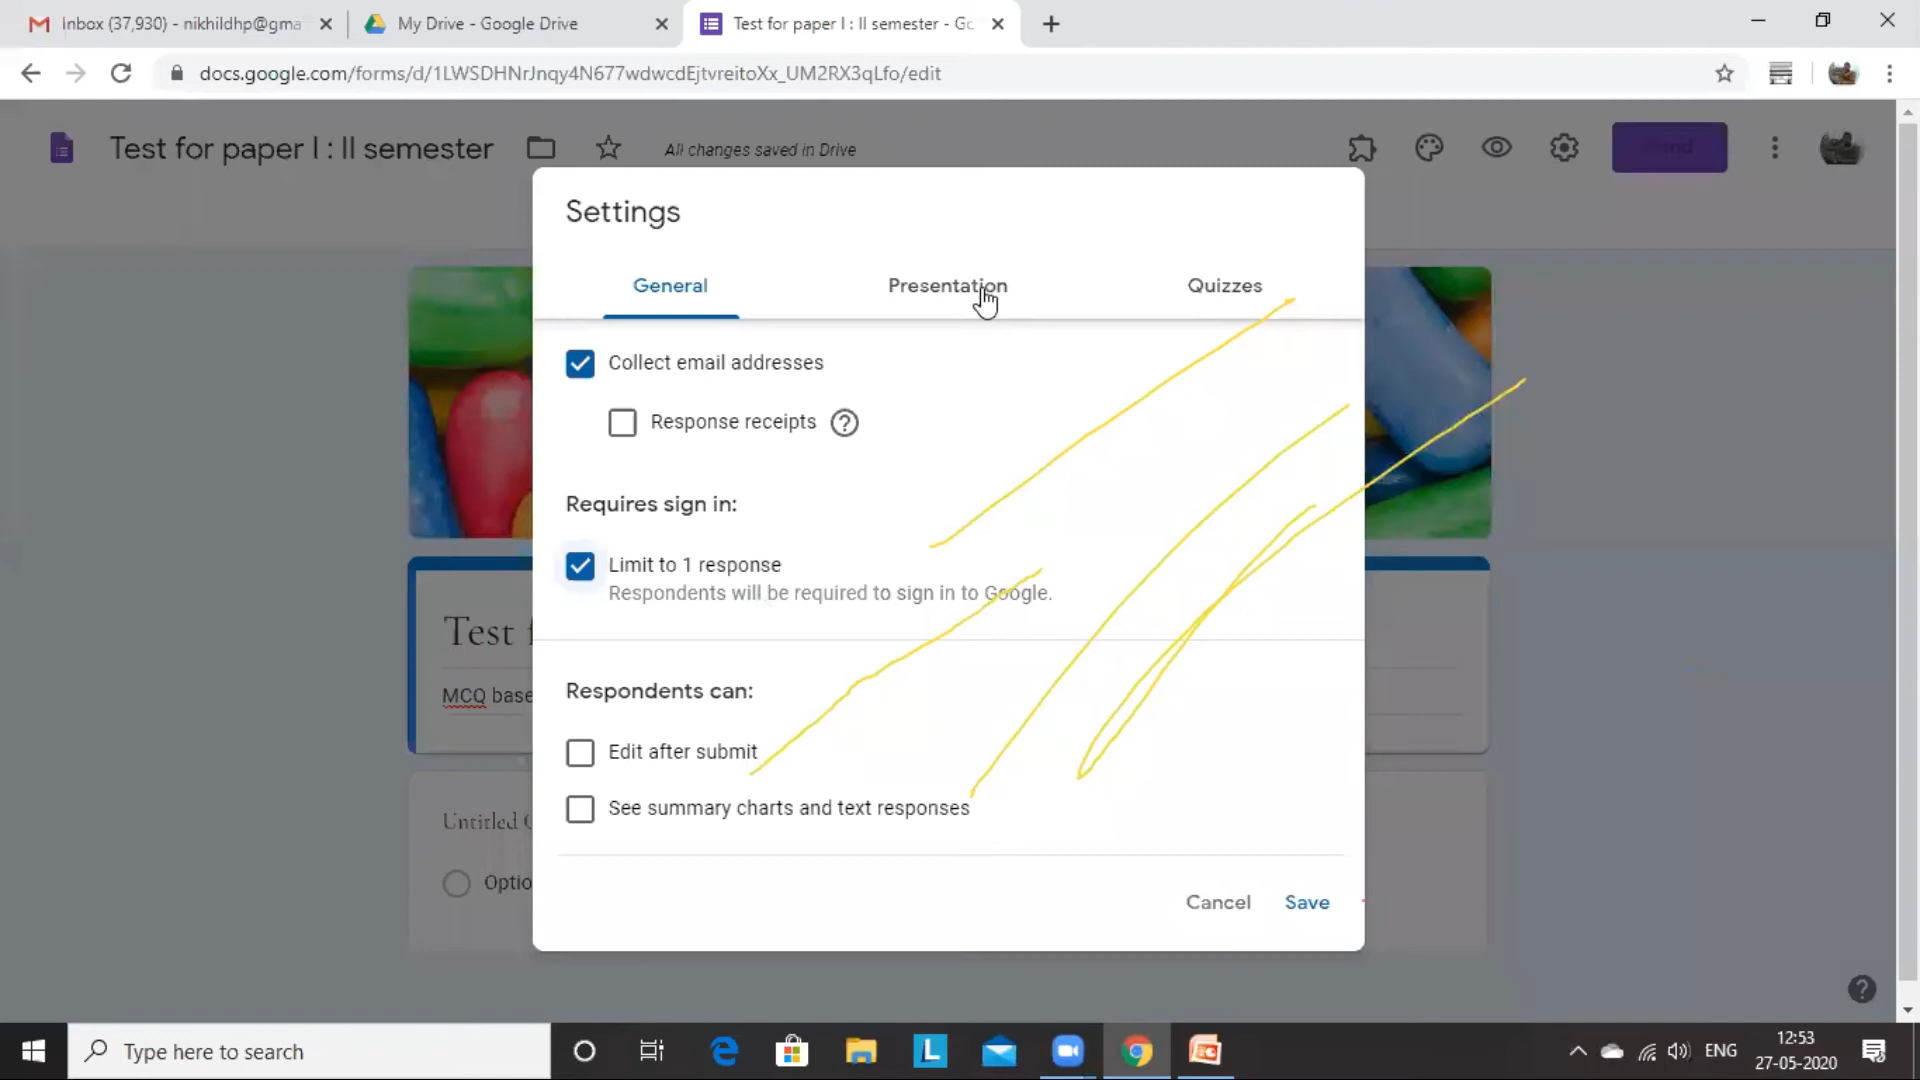 Inbox (37,930) - nikhildhp@gma
My Drive - Google Drive
Test for paper I : II semester - Go
docs.google.com/forms/d/1LWSDHNrJnqy4N677wdwcdEjtvreitoXx_UM2RX3qLfo/edit
Test for paper I : II semester
All changes saved in Drive
Send
Settings
General
Presentation
Quizzes
Collect email addresses
Response receipts
Requires sign in:
Limit to 1 response
Respondents will be required to sign in to Google.
Test f
MCQ base
Respondents can:
Edit after submit
See summary charts and text responses
Untitled
Optio
Cancel
Save
Type here to search
ENG
12:53
27-05-2020